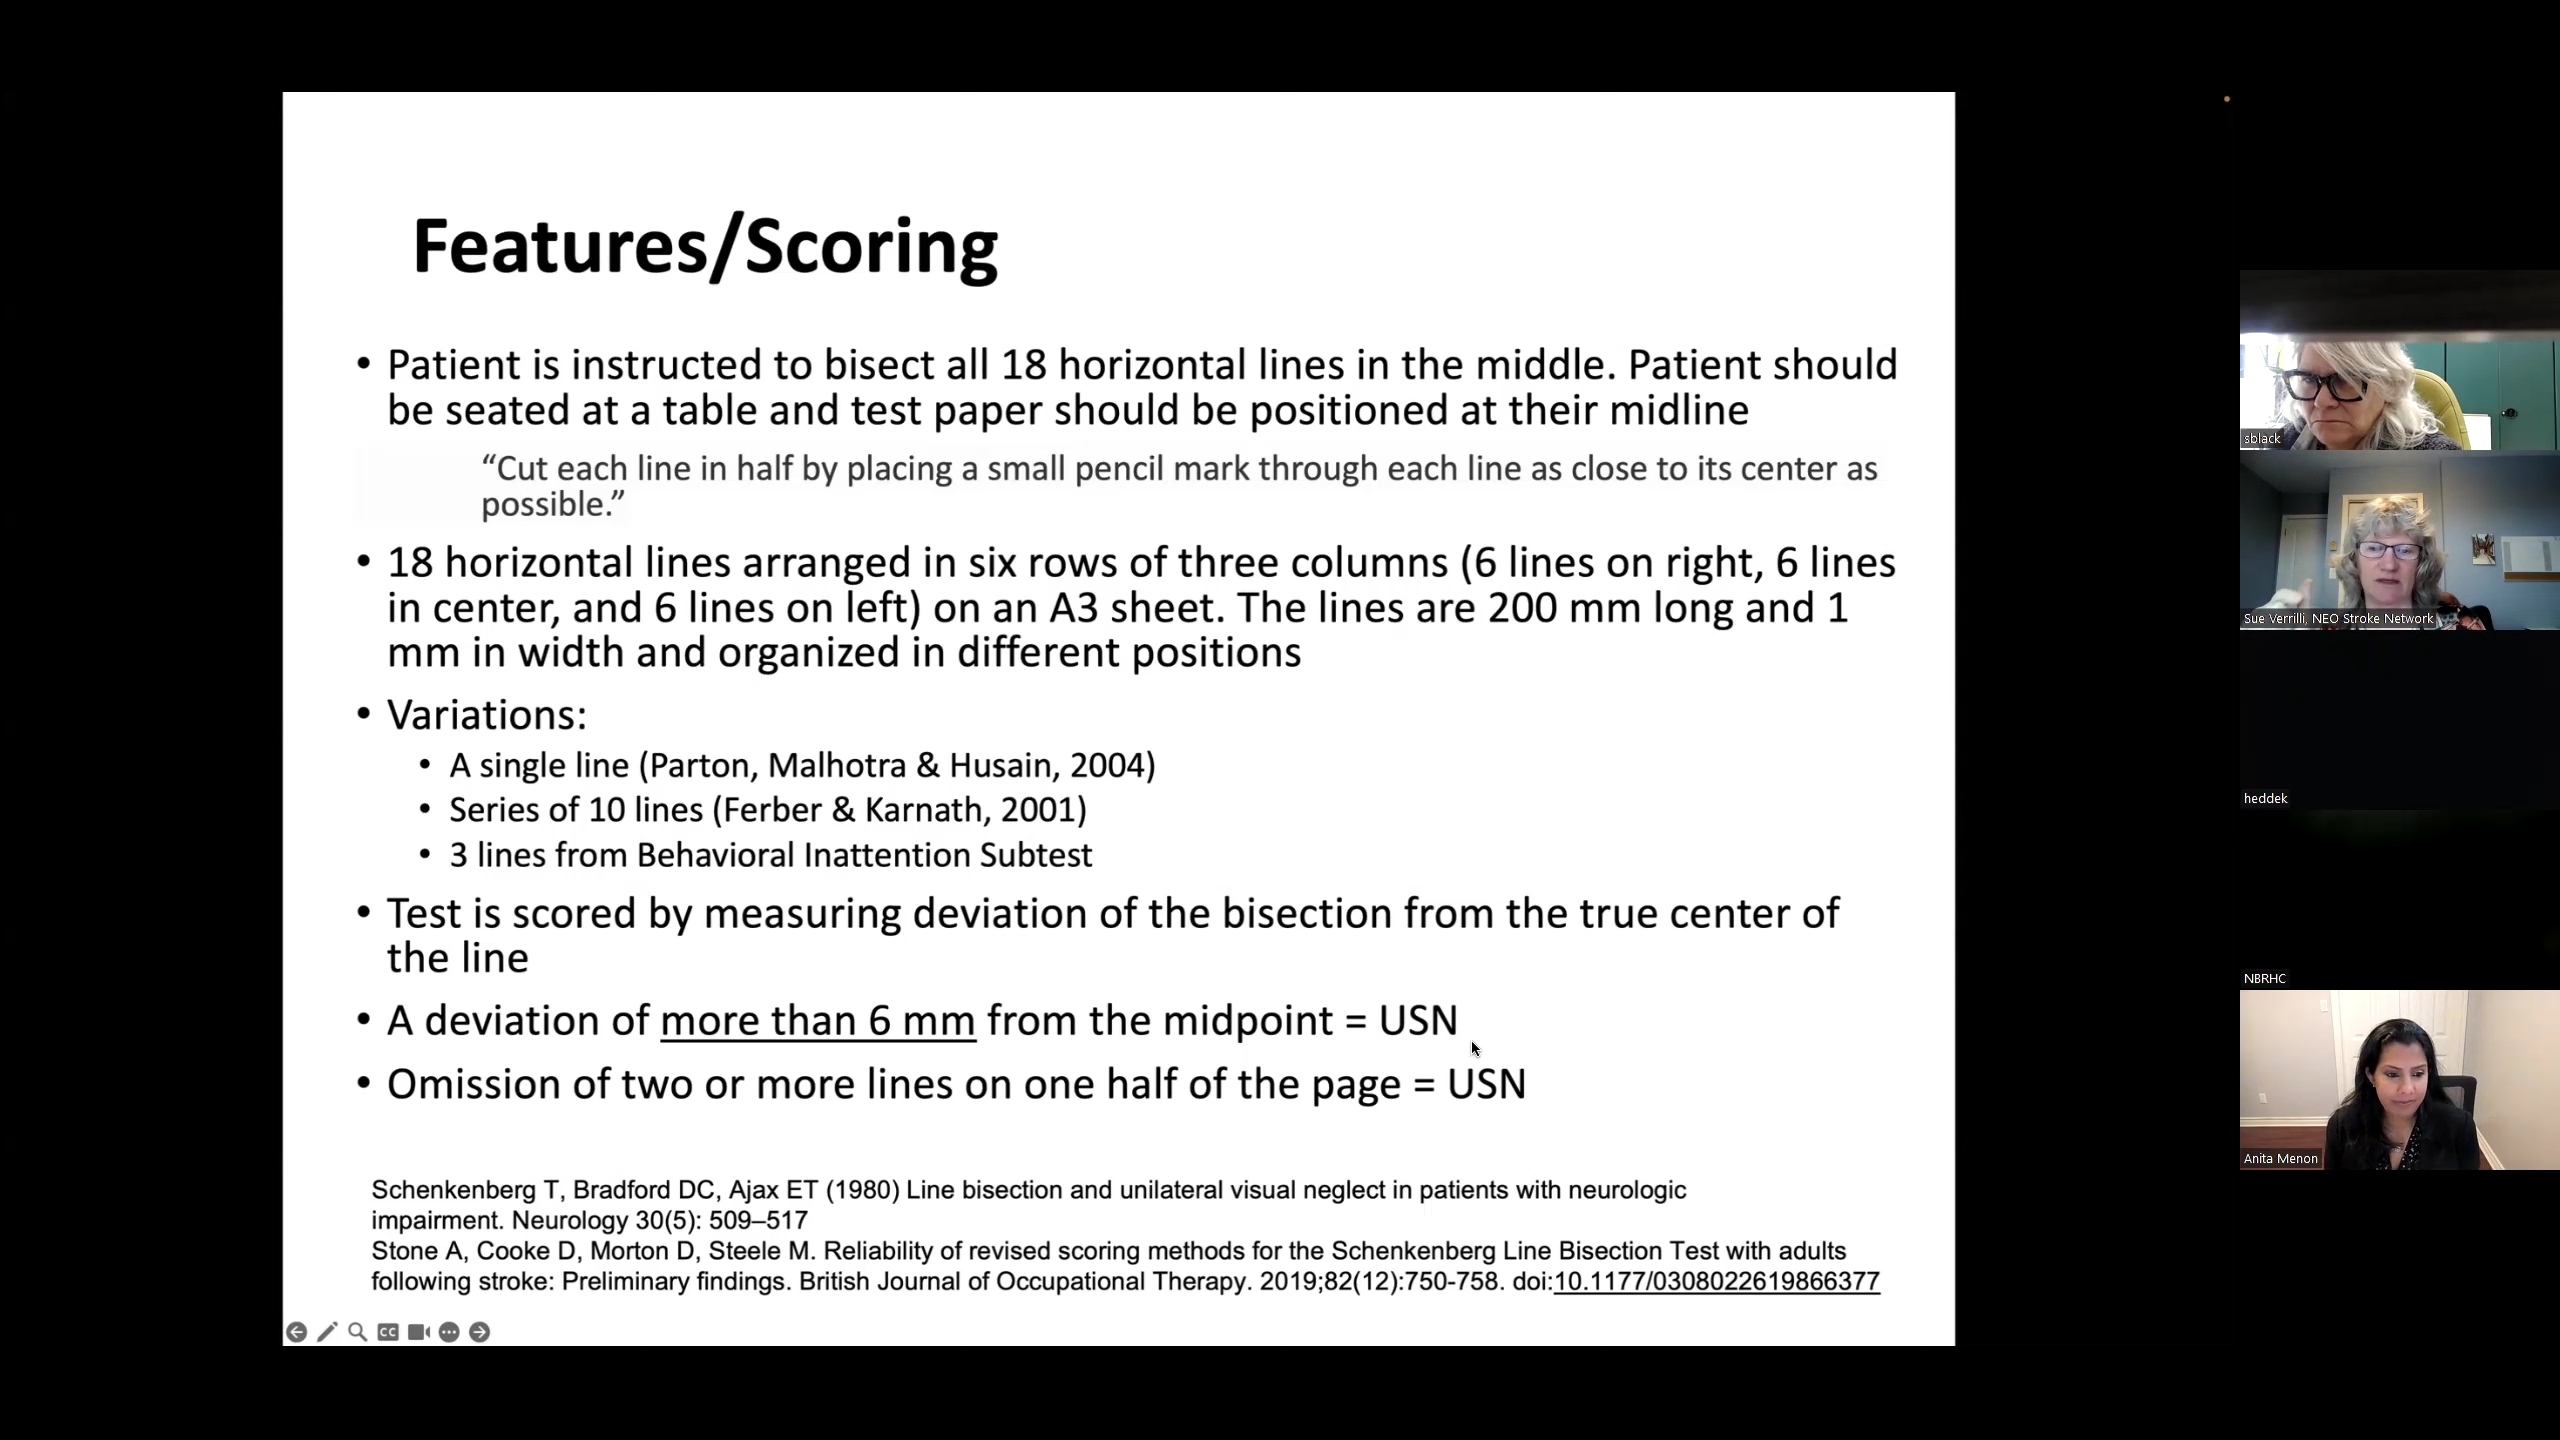 Features/Scoring
• Patient is instructed to bisect all 18 horizontal lines in the middle. Patient should
be seated at a table and test paper should be positioned at their midline
“Cut each line in half by placing a small pencil mark through each line as close to its center as
possible.”
• 18 horizontal lines arranged in six rows of three columns (6 lines on right, 6 lines
in center, and 6 lines on left) on an A3 sheet. The lines are 200 mm long and 1
mm in width and organized in different positions
• Variations:
• A single line (Parton, Malhotra & Husain, 2004)
• Series of 10 lines (Ferber & Karnath, 2001)
• 3 lines from Behavioral Inattention Subtest
• Test is scored by measuring deviation of the bisection from the true center of
the line
• A deviation of more than 6 mm from the midpoint = USN
• Omission of two or more lines on one half of the page = USN
Schenkenberg T, Bradford DC, Ajax ET (1980) Line bisection and unilateral visual neglect in patients with neurologic
impairment. Neurology 30(5): 509–517
Stone A, Cooke D, Morton D, Steele M. Reliability of revised scoring methods for the Schenkenberg Line Bisection Test with adults
following stroke: Preliminary findings. British Journal of Occupational Therapy. 2019;82(12):750-758. doi:10.1177/0308022619866377
CC
sblack
Sue Verrilli, NEO Stroke Network
heddek
NBRHC
Anita Menon